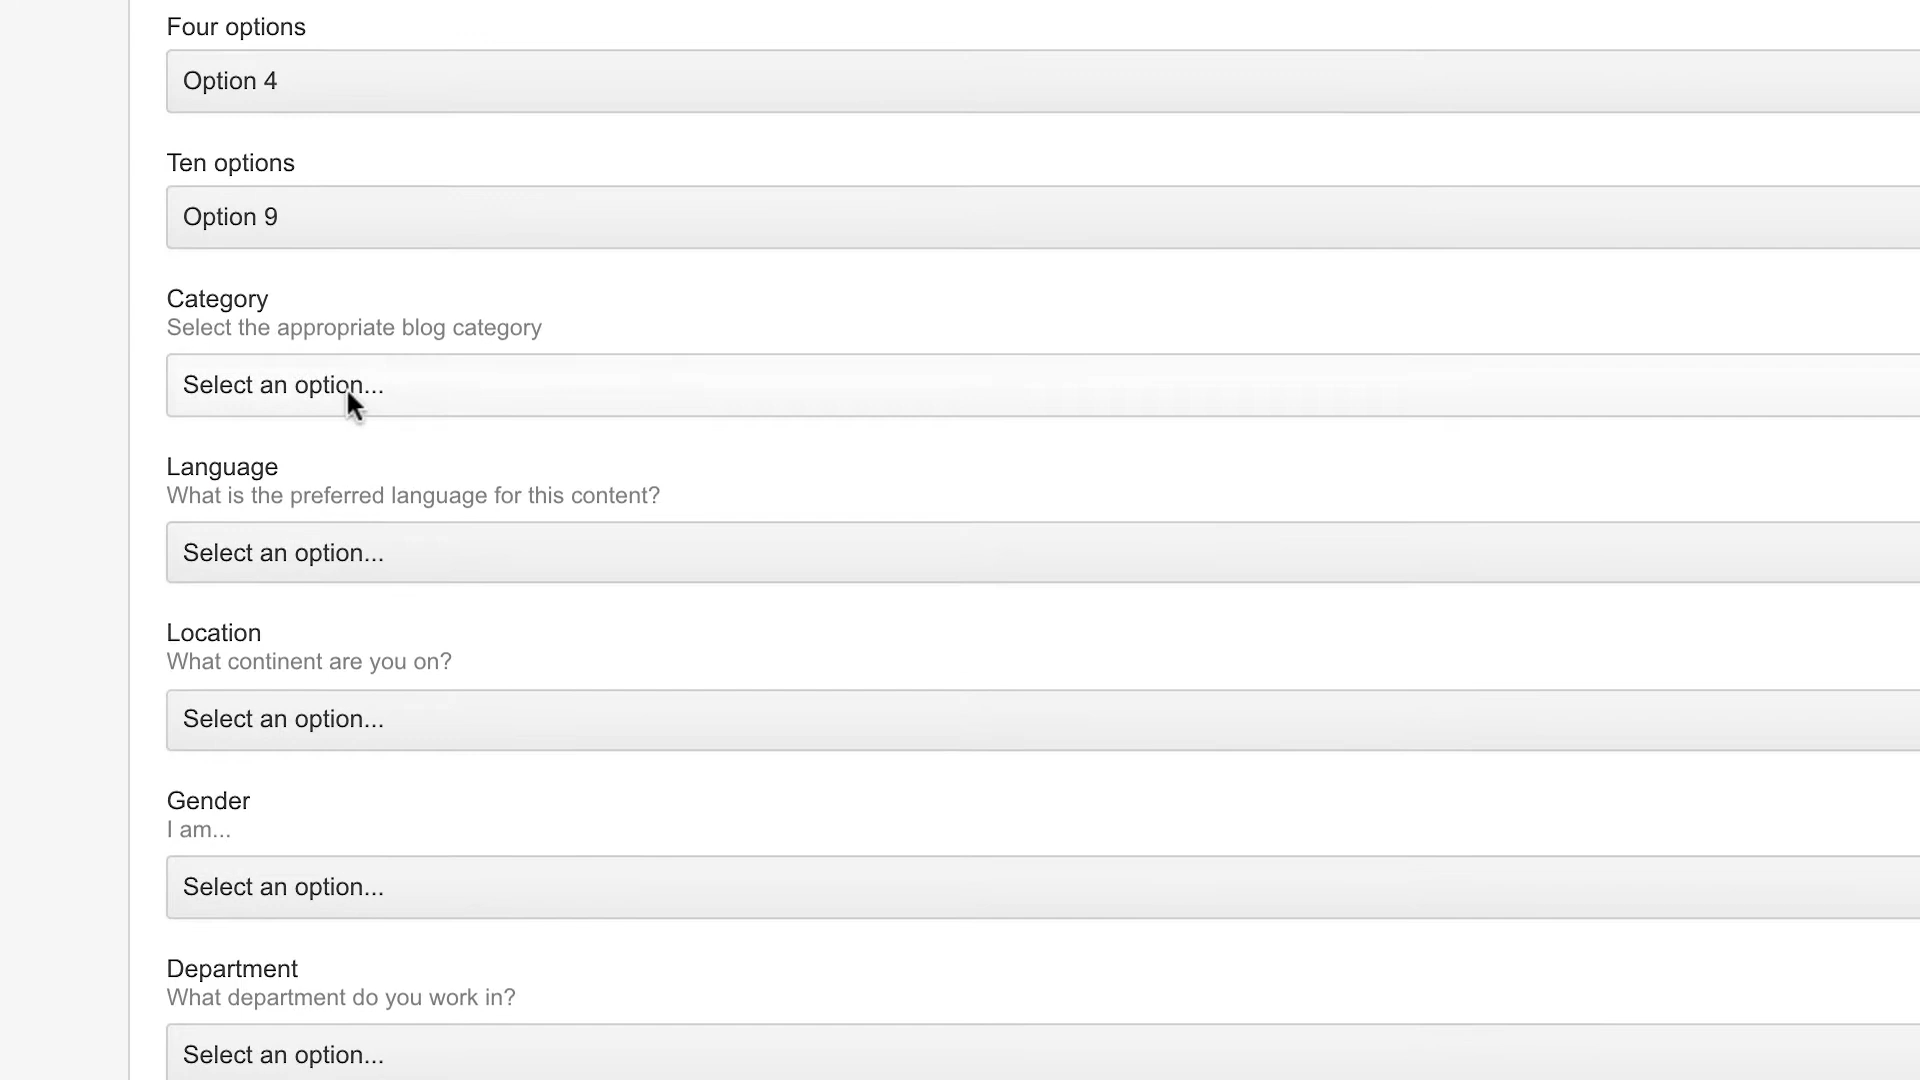 Four options
Option 4
Ten options
Option 9
Category
Select the appropriate blog category
Select an option...
Language
What is the preferred language for this content?
Select an option...
Location
What continent are you on?
Select an option...
Gender
I am...
Select an option...
Department
What department do you work in?
Select an option...